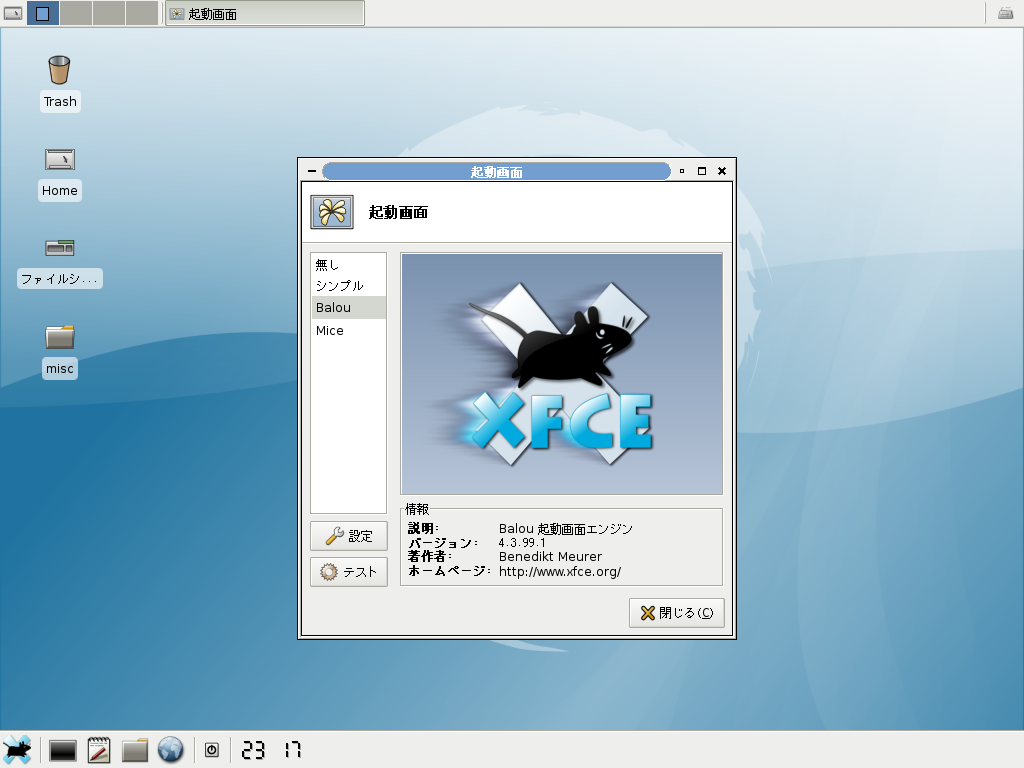 起動画面
Trash
Home
ファイルシ...
misc
起動画面
起動画面
無し
シンプル
Balou
Mice
XFCE
設定
テスト
情報
説明: Balou 起動画面エンジン
バージョン: 4.3.99.1
著作者: Benedikt Meurer
ホームページ: http://www.xfce.org/
閉じる(C)
23 17